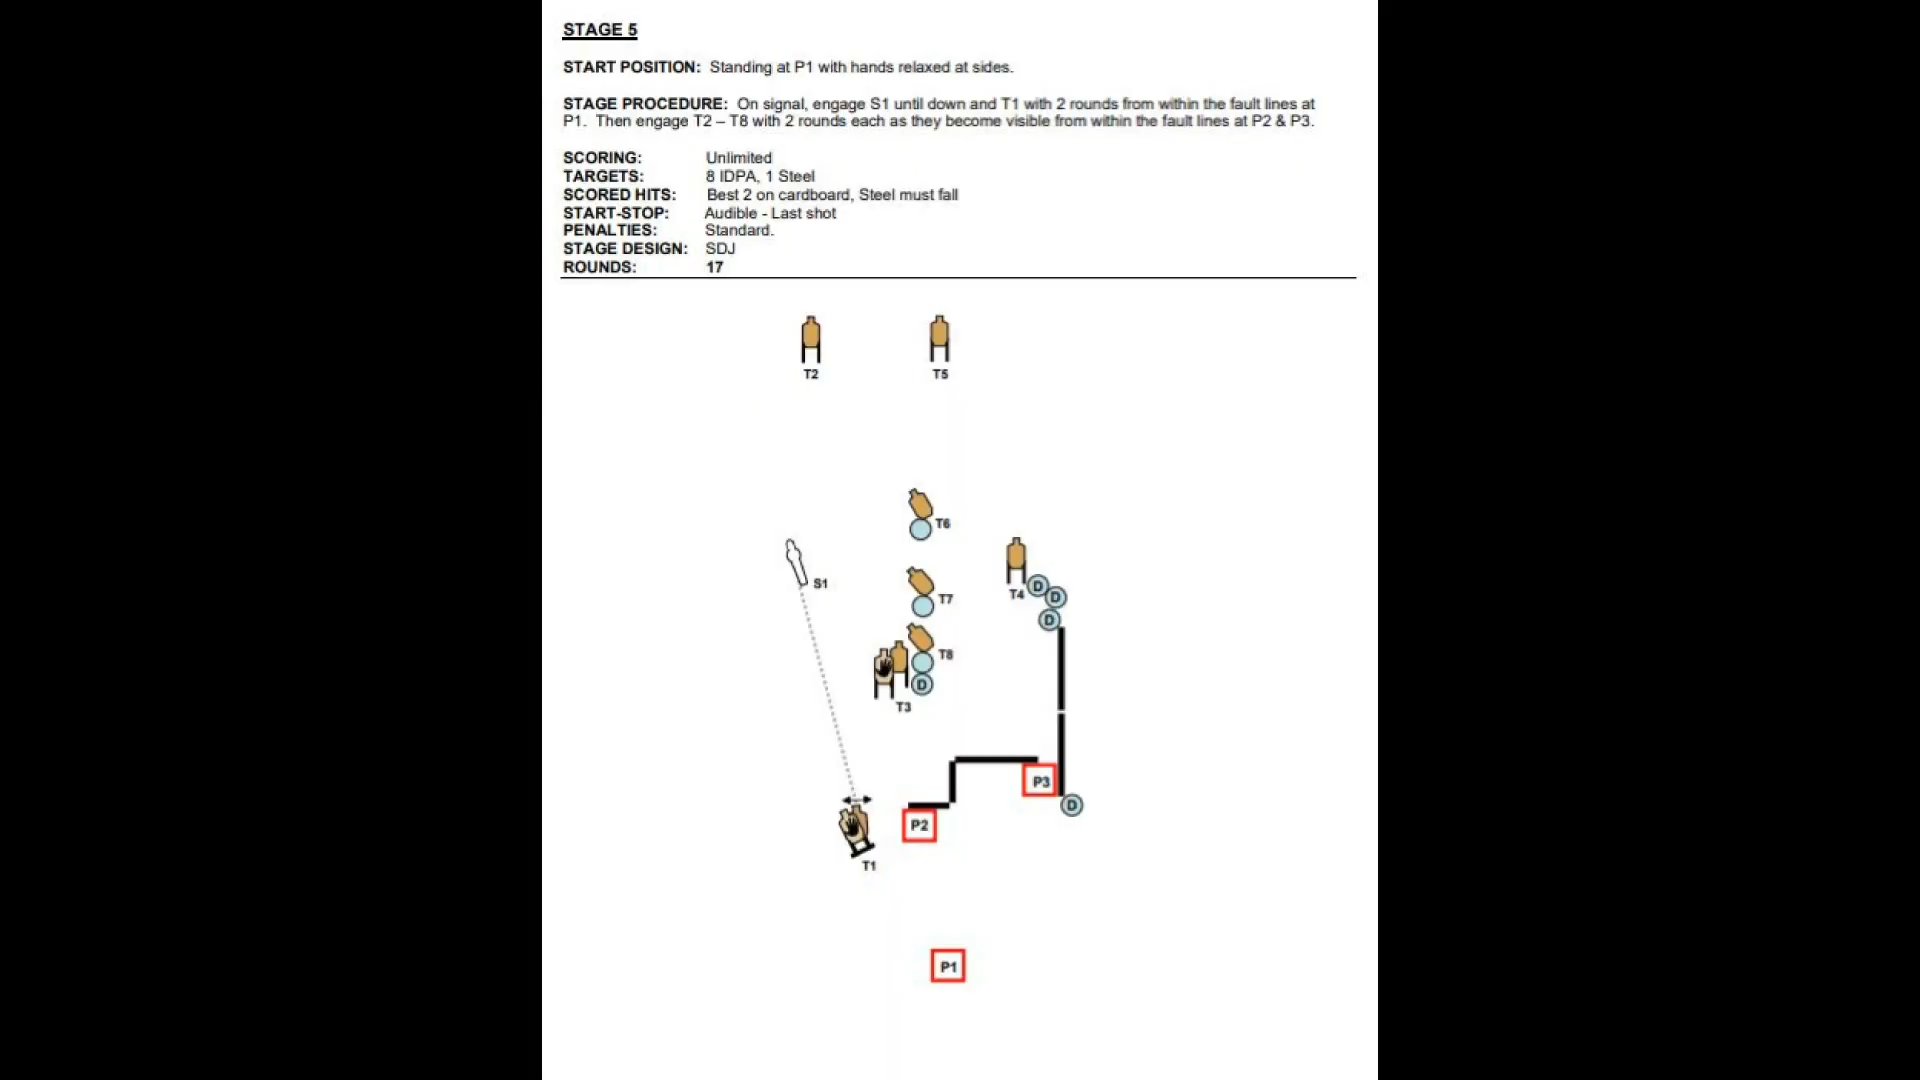 STAGE 5
START POSITION: Standing at P1 with hands relaxed at sides.
STAGE PROCEDURE: On signal, engage S1 until down and T1 with 2 rounds from within the fault lines at
P1. Then engage T2 – T8 with 2 rounds each as they become visible from within the fault lines at P2 & P3.
SCORING: Unlimited
TARGETS: 8 IDPA, 1 Steel
SCORED HITS: Best 2 on cardboard, Steel must fall
START-STOP: Audible - Last shot
PENALTIES: Standard.
STAGE DESIGN: SDJ
ROUNDS: 17
T2 T5
T6
S1
T4 D
D
T7
D
T8
D
T3
P3
D
P2
T1
P1